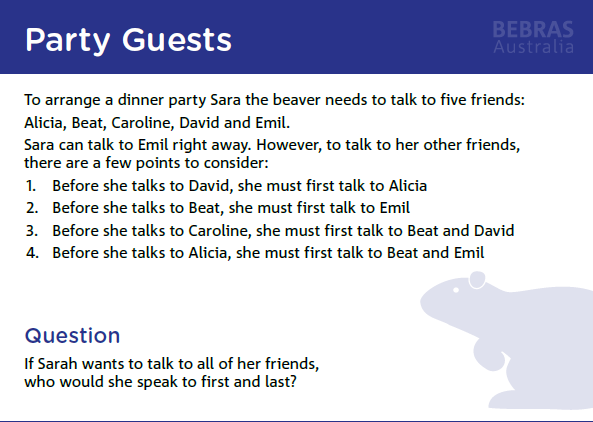 Party Guests
BEBRAS
Australia
To arrange a dinner party Sara the beaver needs to talk to five friends:
Alicia, Beat, Caroline, David and Emil.
Sara can talk to Emil right away. However, to talk to her other friends,
there are a few points to consider:
1. Before she talks to David, she must first talk to Alicia
2. Before she talks to Beat, she must first talk to Emil
3. Before she talks to Caroline, she must first talk to Beat and David
4. Before she talks to Alicia, she must first talk to Beat and Emil
Question
If Sarah wants to talk to all of her friends,
who would she speak to first and last?